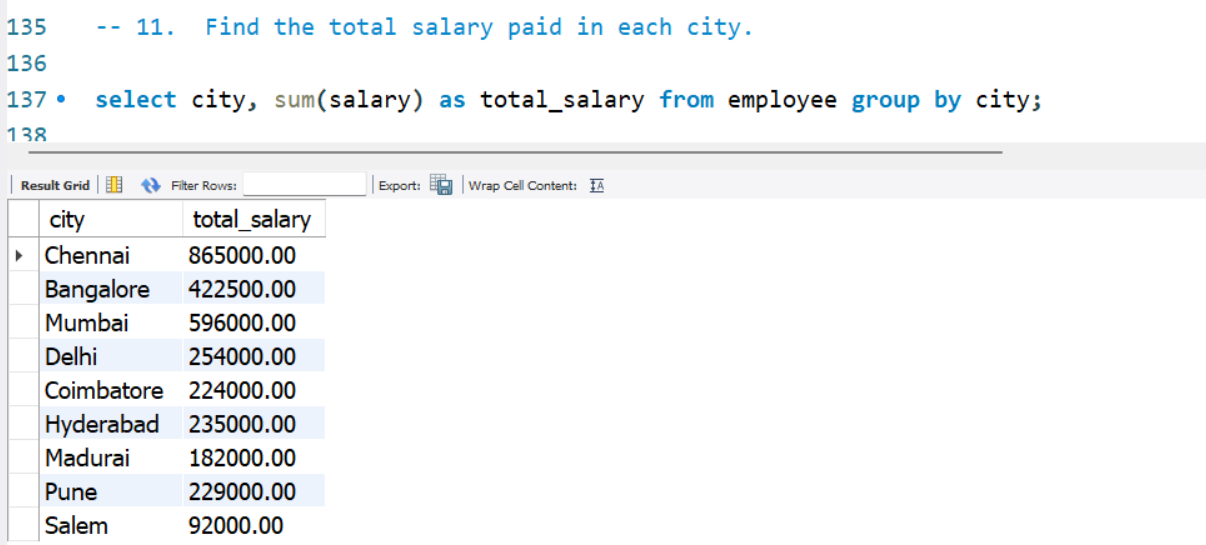 135 -- 11. Find the total salary paid in each city.
136
137 • select city, sum(salary) as total_salary from employee group by city;
138
Result Grid Filter Rows: Export: Wrap Cell Content: IA
city total_salary
Chennai 865000.00
Bangalore 422500.00
Mumbai 596000.00
Delhi 254000.00
Coimbatore 224000.00
Hyderabad 235000.00
Madurai 182000.00
Pune 229000.00
Salem 92000.00